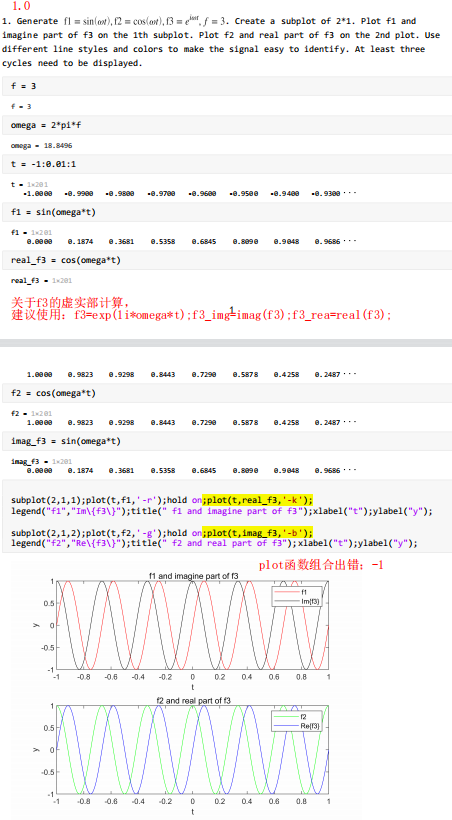 1.0
1. Generate f1 = sin(ωt), f2 = cos(ωt), f3 = e^{iωt}, f = 3. Create a subplot of 2*1. Plot f1 and
imagine part of f3 on the 1th subplot. Plot f2 and real part of f3 on the 2nd plot. Use
different line styles and colors to make the signal easy to identify. At least three
cycles need to be displayed.
f = 3
f = 3
omega = 2*pi*f
omega = 18.8496
t = -1:0.01:1
t = 1×201
-1.0000 -0.9900 -0.9800 -0.9700 -0.9600 -0.9500 -0.9400 -0.9300 ···
f1 = sin(omega*t)
f1 = 1×201
0.0000 0.1874 0.3681 0.5358 0.6845 0.8090 0.9048 0.9686 ···
real_f3 = cos(omega*t)
real_f3 = 1×201
关于f3的虚实部计算,
建议使用: f3=exp(1i*omega*t);f3_img=imag(f3);f3_rea=real(f3);
1
1.0000 0.9823 0.9298 0.8443 0.7290 0.5878 0.4258 0.2487 ···
f2 = cos(omega*t)
f2 = 1×201
1.0000 0.9823 0.9298 0.8443 0.7290 0.5878 0.4258 0.2487 ···
imag_f3 = sin(omega*t)
imag_f3 = 1×201
0.0000 0.1874 0.3681 0.5358 0.6845 0.8090 0.9048 0.9686 ···
subplot(2,1,1);plot(t,f1,'-r');hold on;plot(t,real_f3,'-k');
legend("f1","Im\{f3\}");title(" f1 and imagine part of f3");xlabel("t");ylabel("y");
subplot(2,1,2);plot(t,f2,'-g');hold on;plot(t,imag_f3,'-b');
legend("f2","Re\{f3\}");title(" f2 and real part of f3");xlabel("t");ylabel("y");
plot函数组合出错; -1
f1 and imagine part of f3
1
0.5
0
-0.5
-1
y
f1
Im{f3}
-1 -0.8 -0.6 -0.4 -0.2 0 0.2 0.4 0.6 0.8 1
t
f2 and real part of f3
1
0.5
0
-0.5
-1
y
f2
Re{f3}
-1 -0.8 -0.6 -0.4 -0.2 0 0.2 0.4 0.6 0.8 1
t